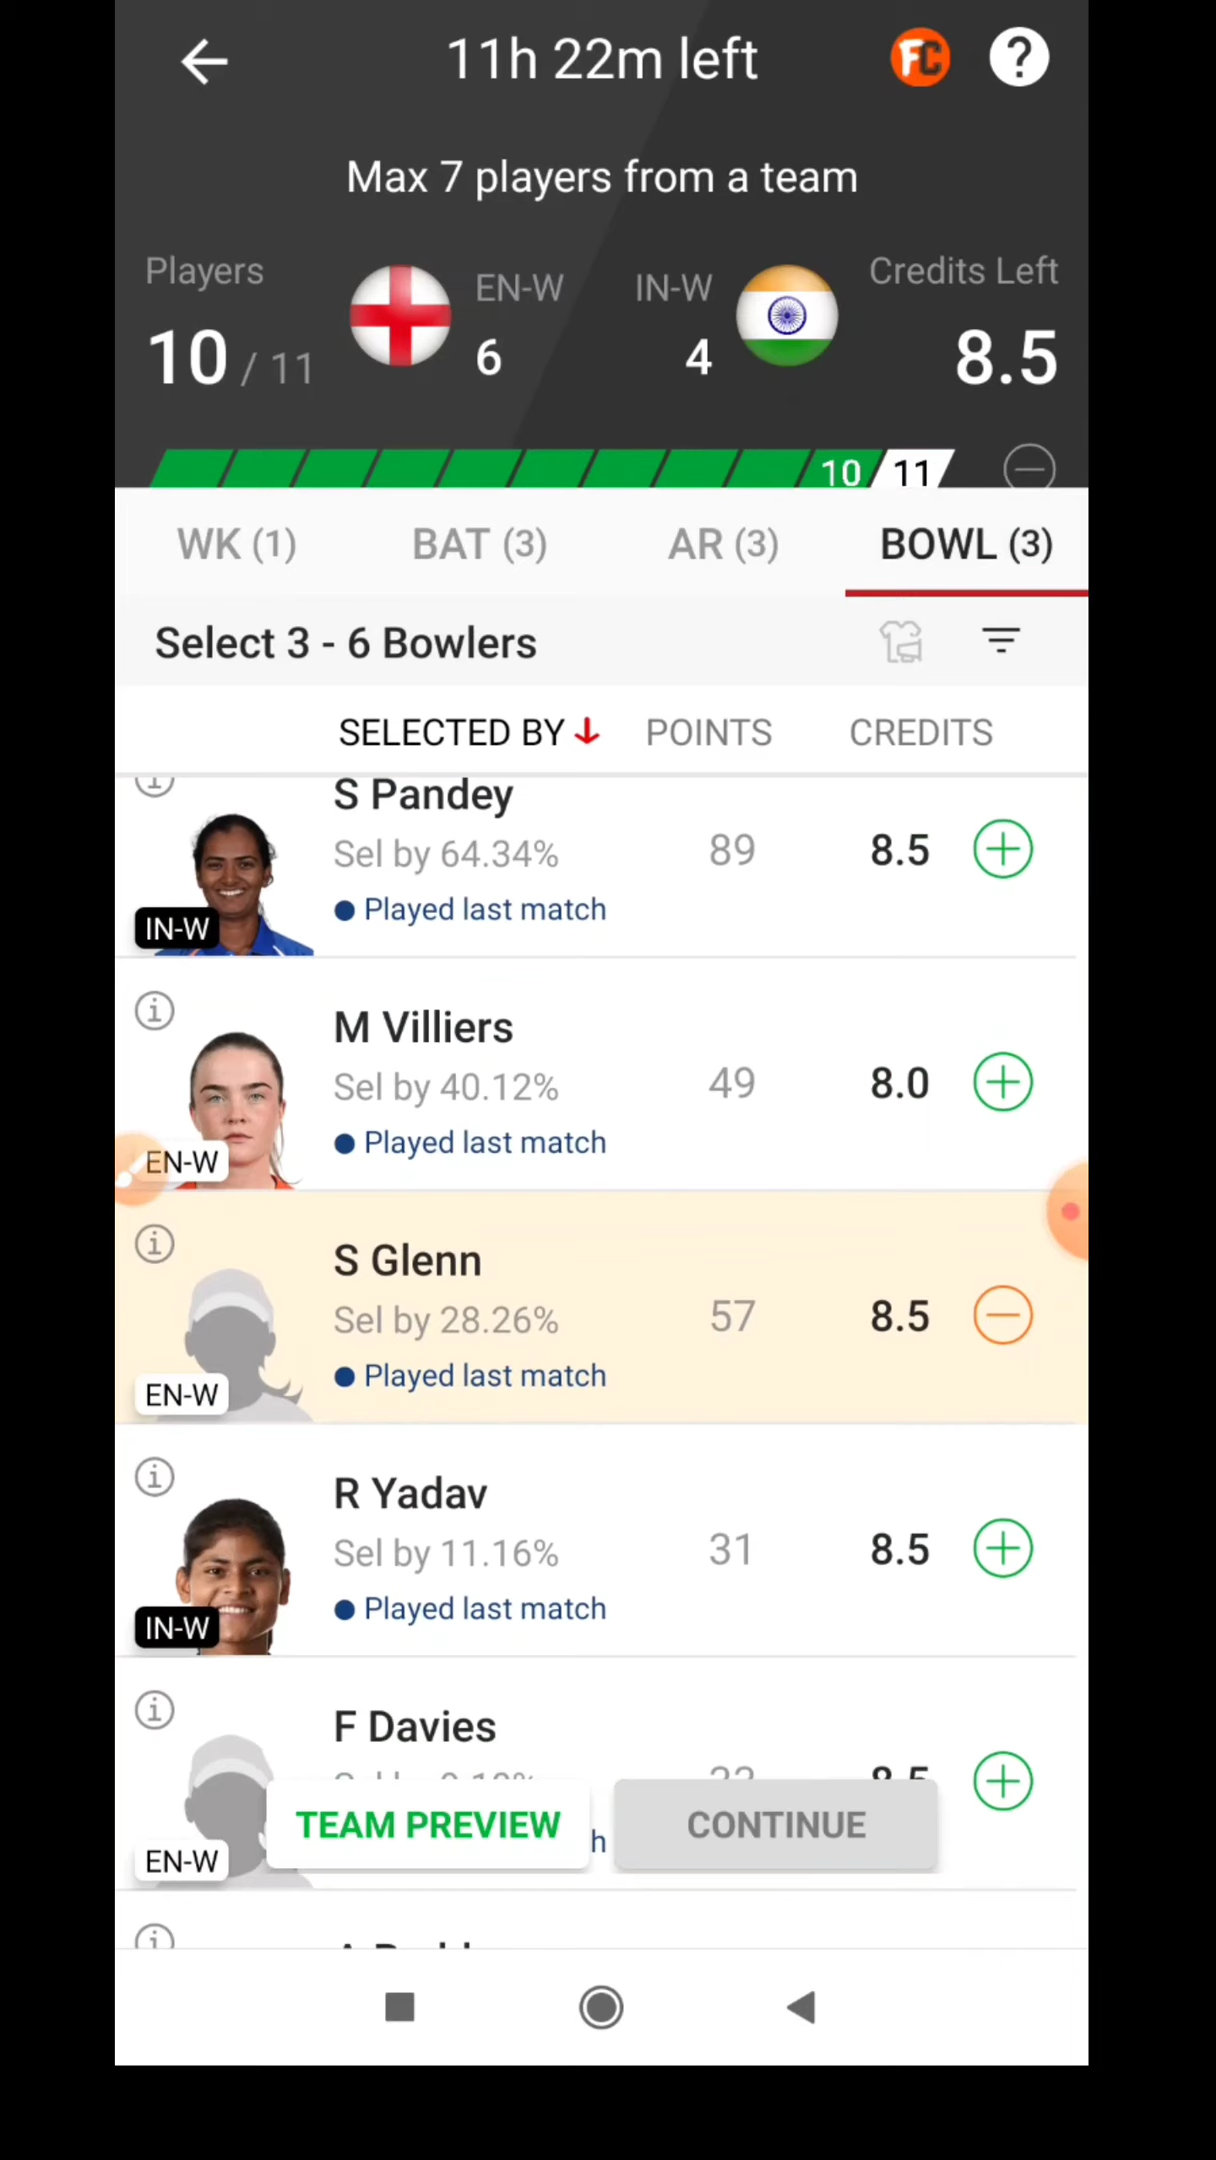 11h 22m left
FC
?
Max 7 players from a team
Players
EN-W
IN-W
Credits Left
10 / 11
6
4
8.5
10
11
WK (1)
BAT (3)
AR (3)
BOWL (3)
Select 3 - 6 Bowlers
SELECTED BY
POINTS
CREDITS
S Pandey
Sel by 64.34%
89
8.5
Played last match
IN-W
M Villiers
Sel by 40.12%
49
8.0
Played last match
EN-W
S Glenn
Sel by 28.26%
57
8.5
Played last match
EN-W
R Yadav
Sel by 11.16%
31
8.5
Played last match
IN-W
F Davies
8.5
TEAM PREVIEW
h
CONTINUE
EN-W